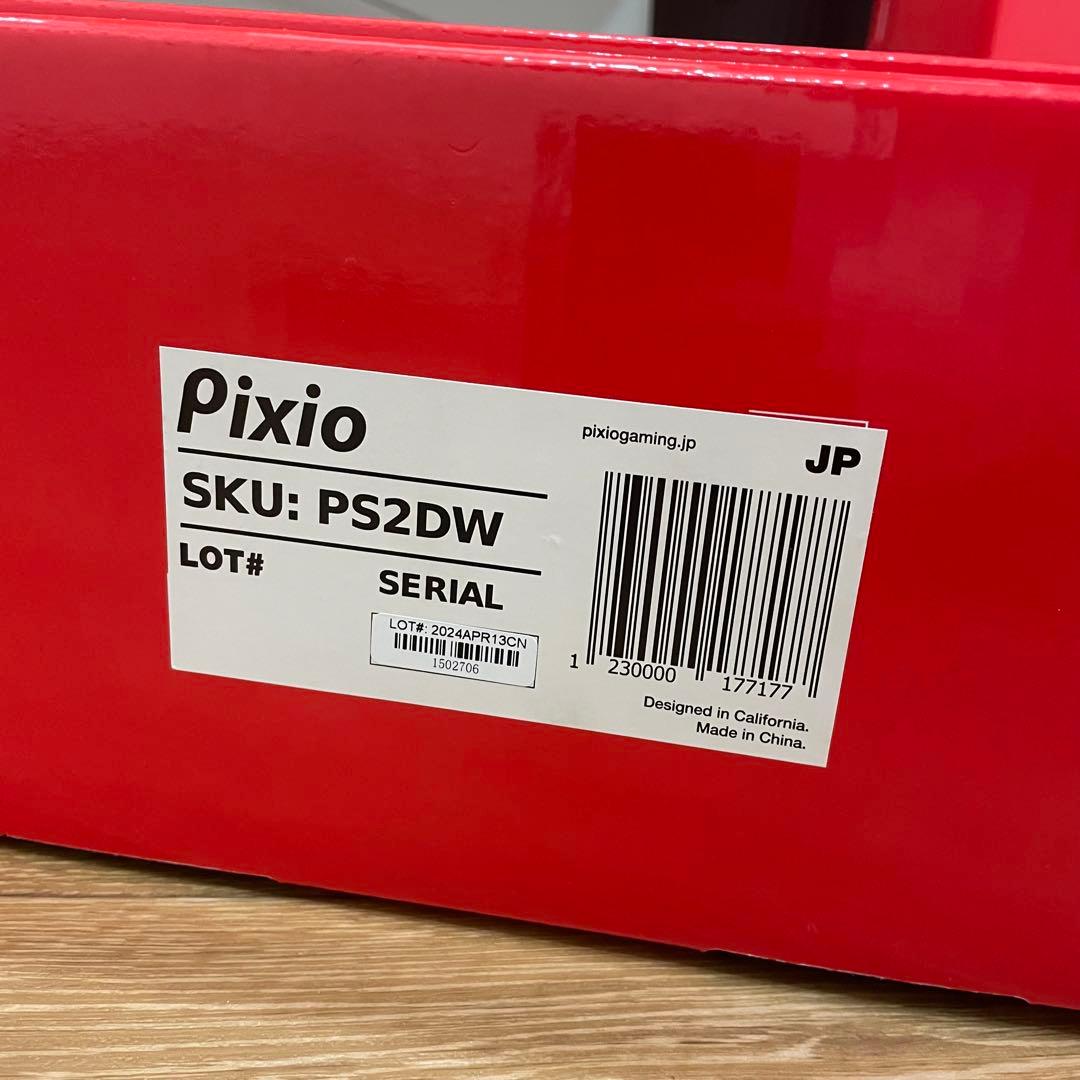 Pixio
pixiogaming.jp
JP
SKU: PS2DW
LOT#
SERIAL
LOT#: 2024APR13CN
1502706
1 230000 177177
Designed in California.
Made in China.